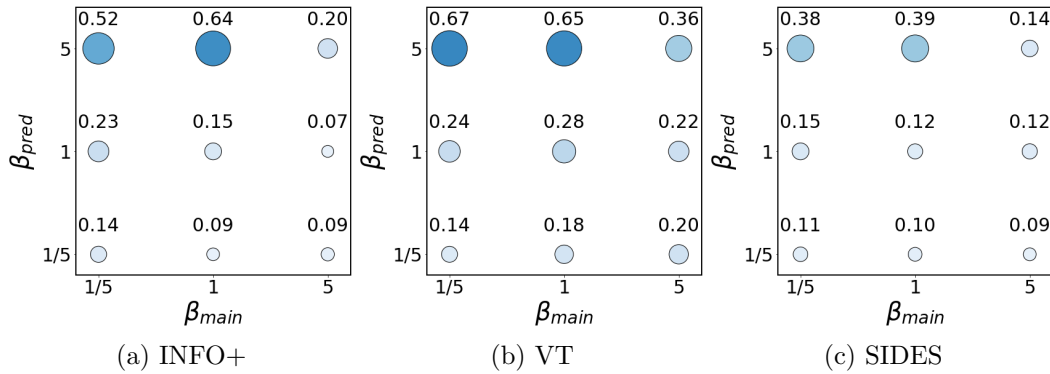 0.52 0.64 0.20 0.67 0.65 0.36 0.38 0.39 0.14
5 5 5
0.23 0.15 0.07 0.24 0.28 0.22 0.15 0.12 0.12
β_pred 1 β_pred 1 β_pred 1
0.14 0.09 0.09 0.14 0.18 0.20 0.11 0.10 0.09
1/5 1/5 1/5
1/5 1 5 1/5 1 5 1/5 1 5
β_main β_main β_main
(a) INFO+ (b) VT (c) SIDES